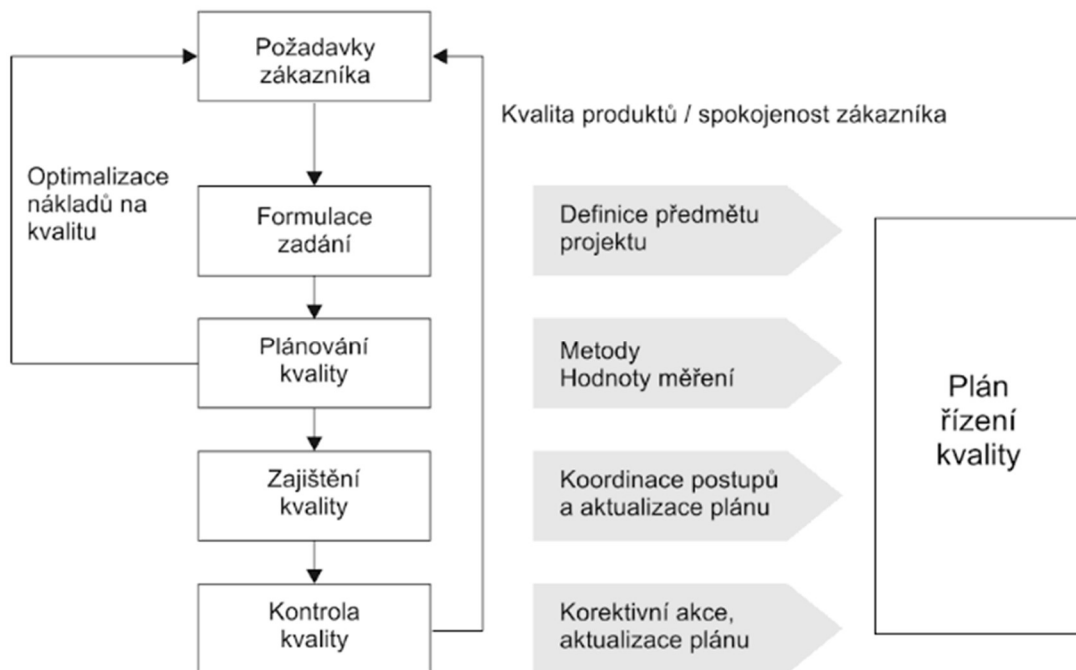 Požadavky
zákazníka
Kvalita produktů / spokojenost zákazníka
Optimalizace
nákladů na
kvalitu
Formulace
zadání
Definice předmětu
projektu
Plánování
kvality
Metody
Hodnoty měření
Plán
řízení
kvality
Zajištění
kvality
Koordinace postupů
a aktualizace plánu
Kontrola
kvality
Korektivní akce,
aktualizace plánu